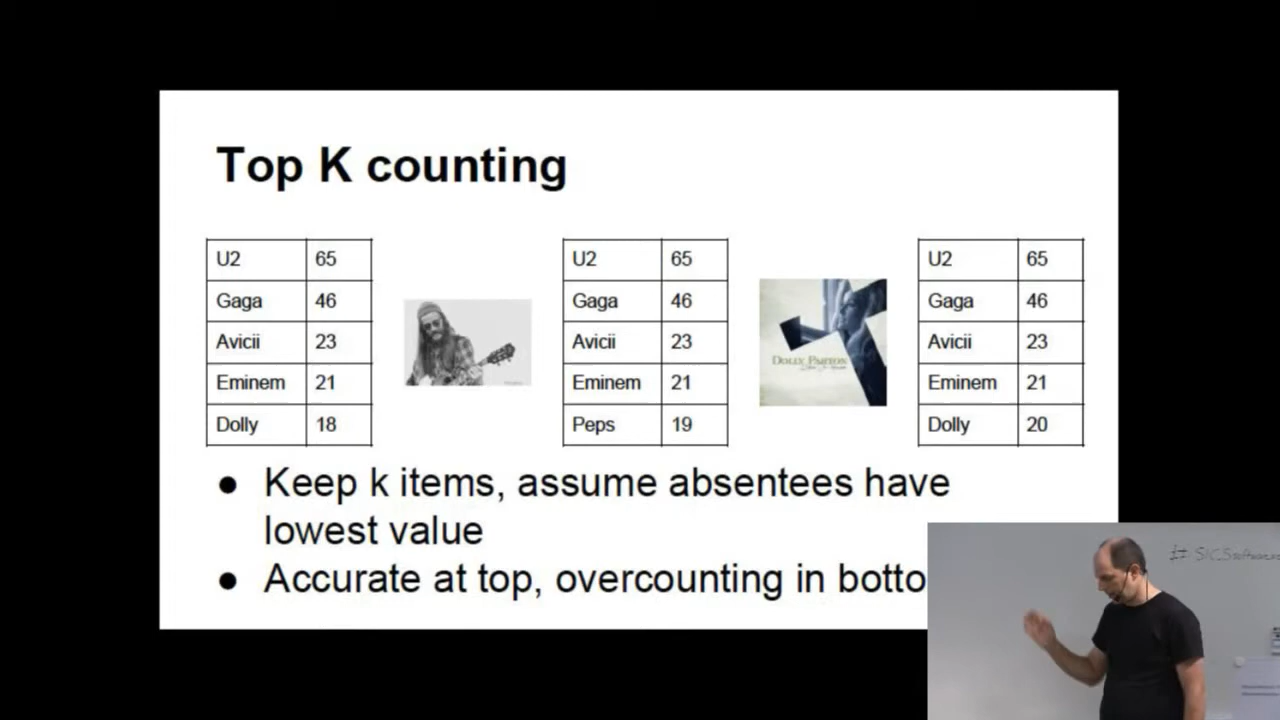 Top K counting
U2 65
Gaga 46
Avicii 23
Eminem 21
Dolly 18
U2 65
Gaga 46
Avicii 23
Eminem 21
Peps 19
DOLLY PARTON
U2 65
Gaga 46
Avicii 23
Eminem 21
Dolly 20
● Keep k items, assume absentees have
lowest value
● Accurate at top, overcounting in botto